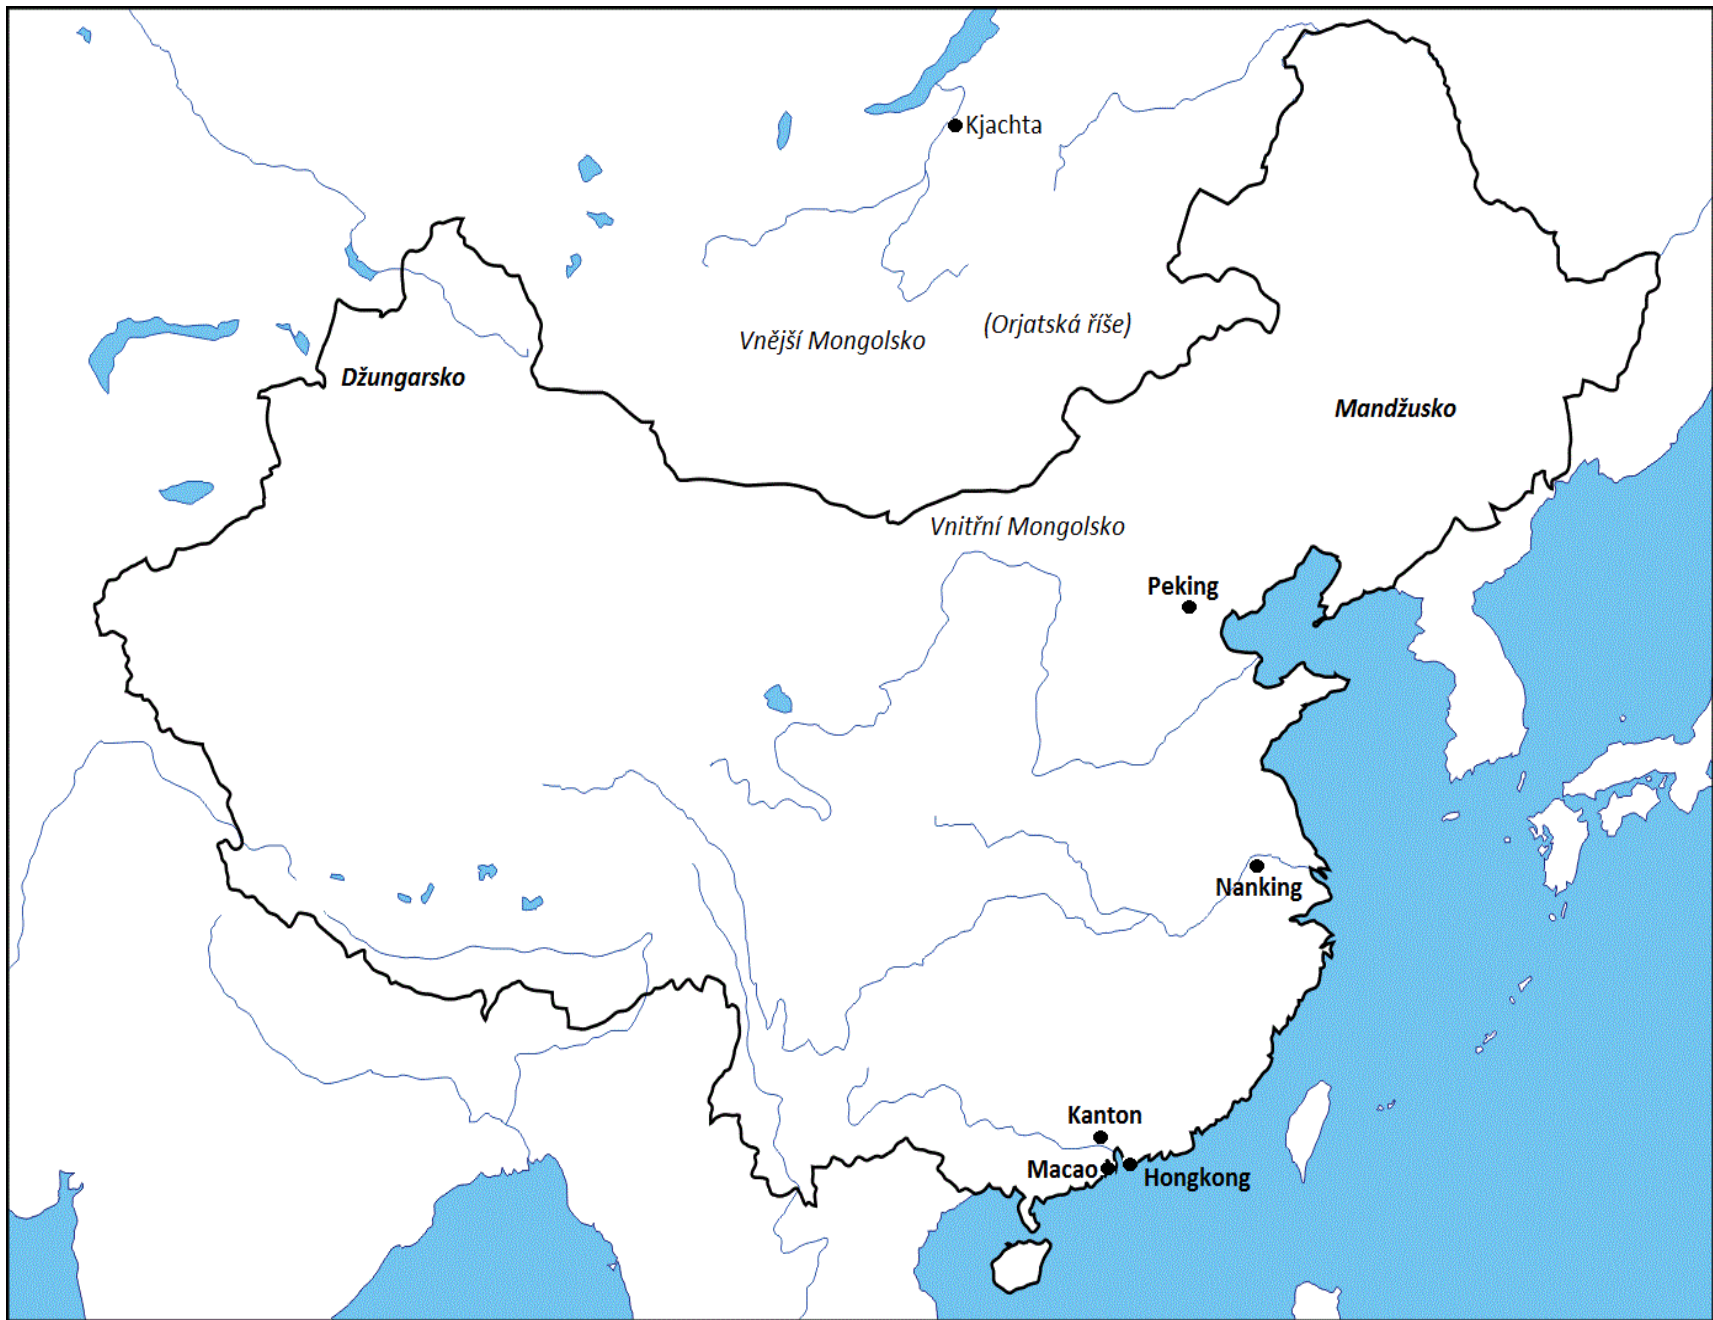 Kjachta
(Orjatská říše)
Vnější Mongolsko
Džungarsko
Mandžusko
Vnitřní Mongolsko
Peking
Nanking
Kanton
Macao
Hongkong